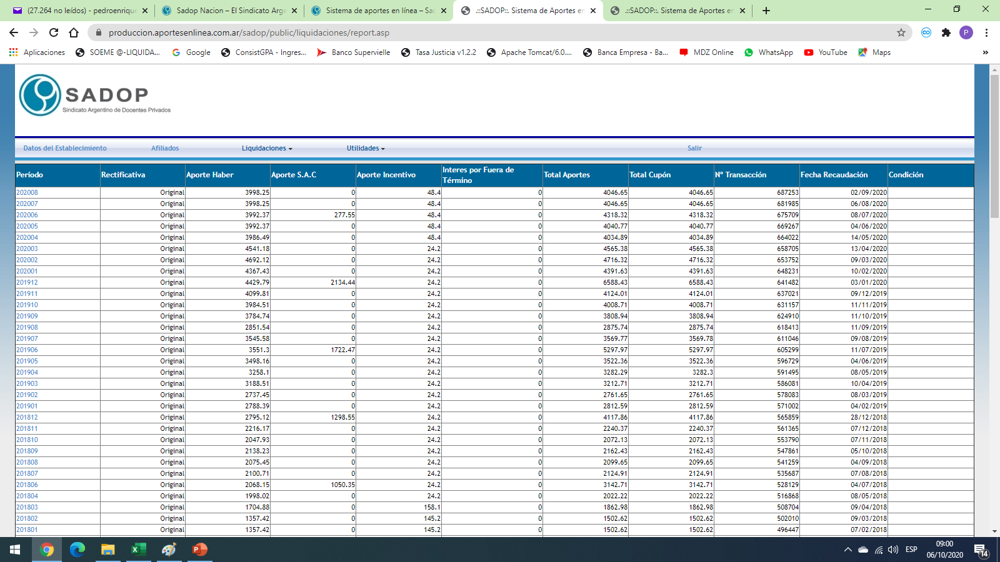 (27.264 no leídos) - pedroenrique
Sadop Nacion – El Sindicato Arge
Sistema de aportes en línea – Sad
.::SADOP::. Sistema de Aportes en
.::SADOP::. Sistema de Aportes en
produccion.aportesenlinea.com.ar/sadop/public/liquidaciones/report.asp
P
Aplicaciones SOEME @-LIQUIDA... Google ConsistGPA - Ingres... Banco Supervielle Tasa Justicia v1.2.2 Apache Tomcat/6.0.... Banca Empresa - Ba... MDZ Online WhatsApp YouTube Maps »
SADOP
Sindicato Argentino de Docentes Privados
Datos del Establecimiento Afiliados Liquidaciones Utilidades Salir
Período Rectificativa Aporte Haber Aporte S.A.C Aporte Incentivo Interes por Fuera de Término Total Aportes Total Cupón Nº Transacción Fecha Recaudación Condición
202008 Original 3998.25 0 48.4 0 4046.65 4046.65 687253 02/09/2020
202007 Original 3998.25 0 48.4 0 4046.65 4046.65 681985 06/08/2020
202006 Original 3992.37 277.55 48.4 0 4318.32 4318.32 675709 08/07/2020
202005 Original 3992.37 0 48.4 0 4040.77 4040.77 669267 04/06/2020
202004 Original 3986.49 0 48.4 0 4034.89 4034.89 664022 14/05/2020
202003 Original 4541.18 0 24.2 0 4565.38 4565.38 658705 13/04/2020
202002 Original 4692.12 0 24.2 0 4716.32 4716.32 653752 09/03/2020
202001 Original 4367.43 0 24.2 0 4391.63 4391.63 648231 10/02/2020
201912 Original 4429.79 2134.44 24.2 0 6588.43 6588.43 641482 03/01/2020
201911 Original 4099.81 0 24.2 0 4124.01 4124.01 637021 09/12/2019
201910 Original 3984.51 0 24.2 0 4008.71 4008.71 631157 11/11/2019
201909 Original 3784.74 0 24.2 0 3808.94 3808.94 624910 11/10/2019
201908 Original 2851.54 0 24.2 0 2875.74 2875.74 618413 11/09/2019
201907 Original 3545.58 0 24.2 0 3569.77 3569.78 611046 09/08/2019
201906 Original 3551.3 1722.47 24.2 0 5297.97 5297.97 605299 11/07/2019
201905 Original 3498.16 0 24.2 0 3522.36 3522.36 596729 04/06/2019
201904 Original 3258.1 0 24.2 0 3282.29 3282.3 591495 08/05/2019
201903 Original 3188.51 0 24.2 0 3212.71 3212.71 586081 10/04/2019
201902 Original 2737.45 0 24.2 0 2761.65 2761.65 578083 08/03/2019
201901 Original 2788.39 0 24.2 0 2812.59 2812.59 571002 04/02/2019
201812 Original 2795.12 1298.55 24.2 0 4117.86 4117.86 565859 28/12/2018
201811 Original 2216.17 0 24.2 0 2240.37 2240.37 561365 07/12/2018
201810 Original 2047.93 0 24.2 0 2072.13 2072.13 553790 07/11/2018
201809 Original 2138.23 0 24.2 0 2162.43 2162.43 547861 05/10/2018
201808 Original 2075.45 0 24.2 0 2099.65 2099.65 541259 04/09/2018
201807 Original 2100.71 0 24.2 0 2124.91 2124.91 535687 07/08/2018
201806 Original 2068.15 1050.35 24.2 0 3142.71 3142.71 528129 04/07/2018
201804 Original 1998.02 0 24.2 0 2022.22 2022.22 516868 08/05/2018
201803 Original 1704.88 0 158.1 0 1862.98 1862.98 508704 09/04/2018
201802 Original 1357.42 0 145.2 0 1502.62 1502.62 502010 09/03/2018
201801 Original 1357.42 0 145.2 0 1502.62 1502.62 496447 07/02/2018
ESP
09:00
06/10/2020
14